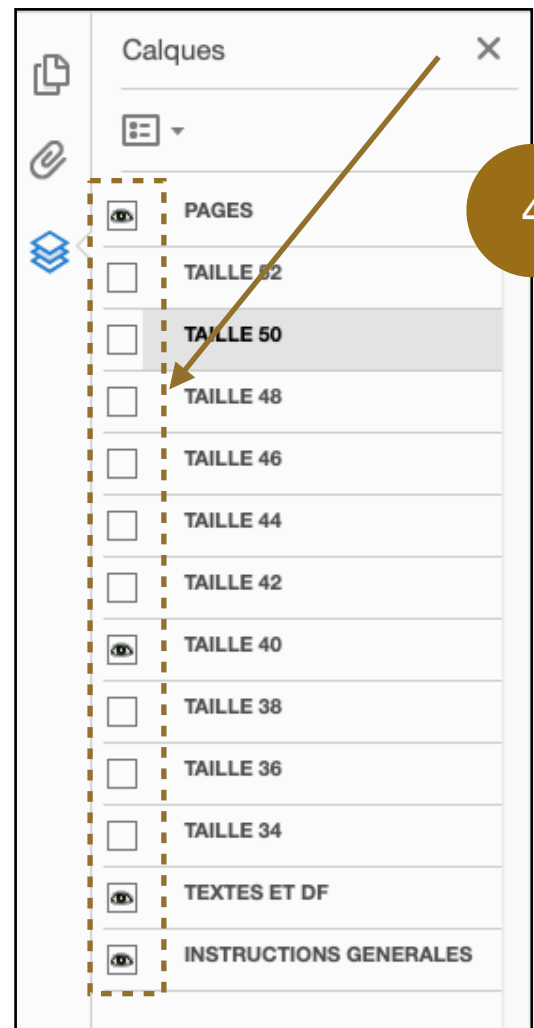 Calques
4
PAGES
TAILLE 52
TAILLE 50
TAILLE 48
TAILLE 46
TAILLE 44
TAILLE 42
TAILLE 40
TAILLE 38
TAILLE 36
TAILLE 34
TEXTES ET DF
INSTRUCTIONS GENERALES